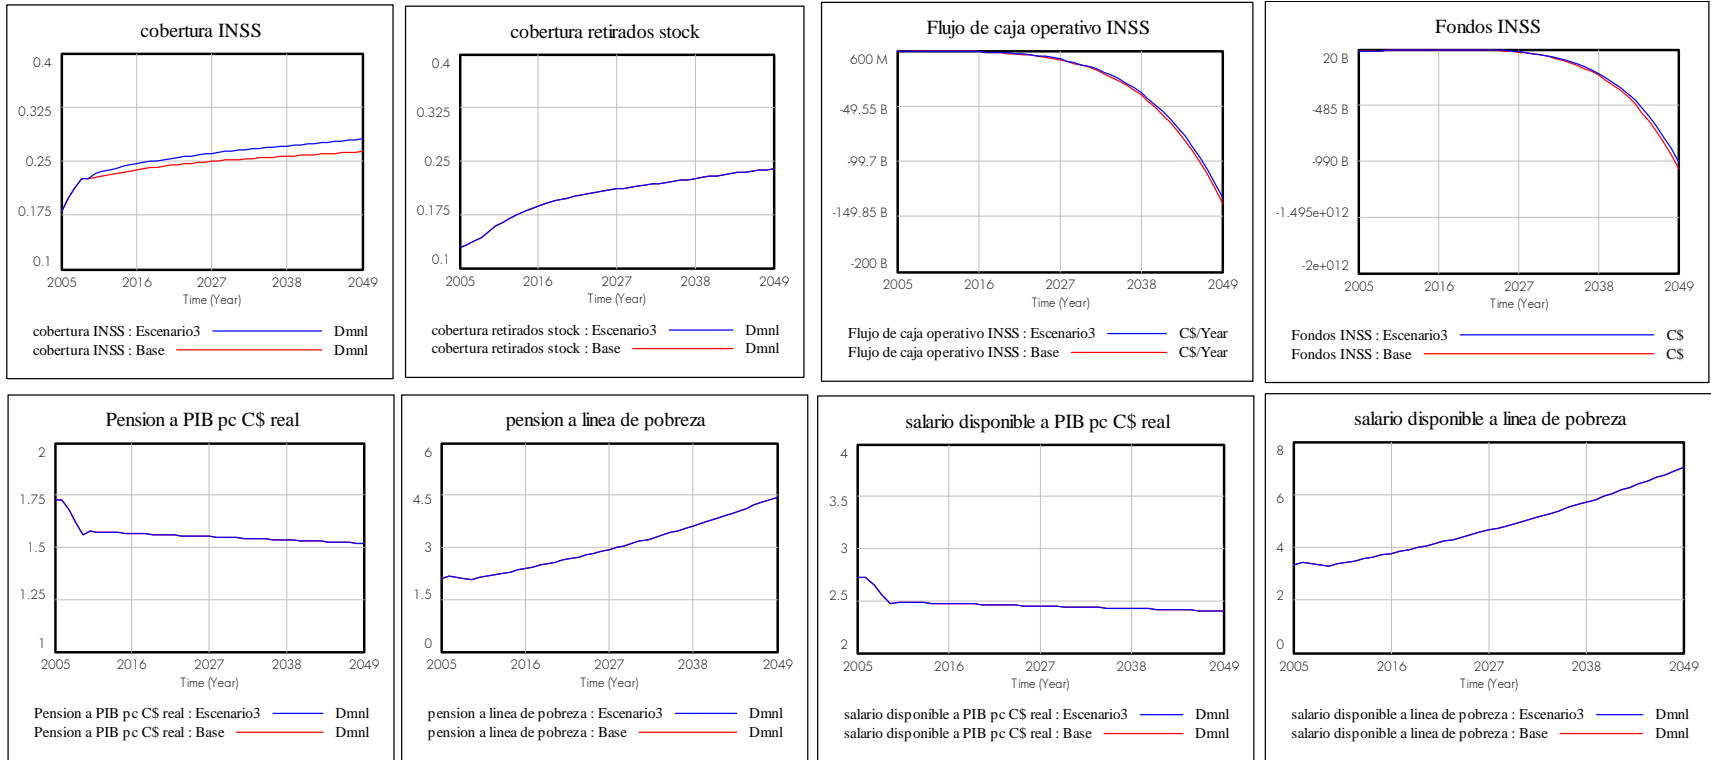 cobertura INSS
0.4
0.325
0.25
0.175
0.1
2005 2016 2027 2038 2049
Time (Year)
cobertura INSS : Escenario3 Dmnl
cobertura INSS : Base Dmnl
cobertura retirados stock
0.4
0.325
0.25
0.175
0.1
2005 2016 2027 2038 2049
Time (Year)
cobertura retirados stock : Escenario3 Dmnl
cobertura retirados stock : Base Dmnl
Flujo de caja operativo INSS
600 M
-49.55 B
-99.7 B
-149.85 B
-200 B
2005 2016 2027 2038 2049
Time (Year)
Flujo de caja operativo INSS : Escenario3 C$/Year
Flujo de caja operativo INSS : Base C$/Year
Fondos INSS
20 B
-485 B
-990 B
-1.495e+012
-2e+012
2005 2016 2027 2038 2049
Time (Year)
Fondos INSS : Escenario3 C$
Fondos INSS : Base C$
Pension a PIB pc C$ real
2
1.75
1.5
1.25
1
2005 2016 2027 2038 2049
Time (Year)
Pension a PIB pc C$ real : Escenario3 Dmnl
Pension a PIB pc C$ real : Base Dmnl
pension a linea de pobreza
6
4.5
3
1.5
0
2005 2016 2027 2038 2049
Time (Year)
pension a linea de pobreza : Escenario3 Dmnl
pension a linea de pobreza : Base Dmnl
salario disponible a PIB pc C$ real
4
3.5
3
2.5
2
2005 2016 2027 2038 2049
Time (Year)
salario disponible a PIB pc C$ real : Escenario3 Dmnl
salario disponible a PIB pc C$ real : Base Dmnl
salario disponible a linea de pobreza
8
6
4
2
0
2005 2016 2027 2038 2049
Time (Year)
salario disponible a linea de pobreza : Escenario3 Dmnl
salario disponible a linea de pobreza : Base Dmnl